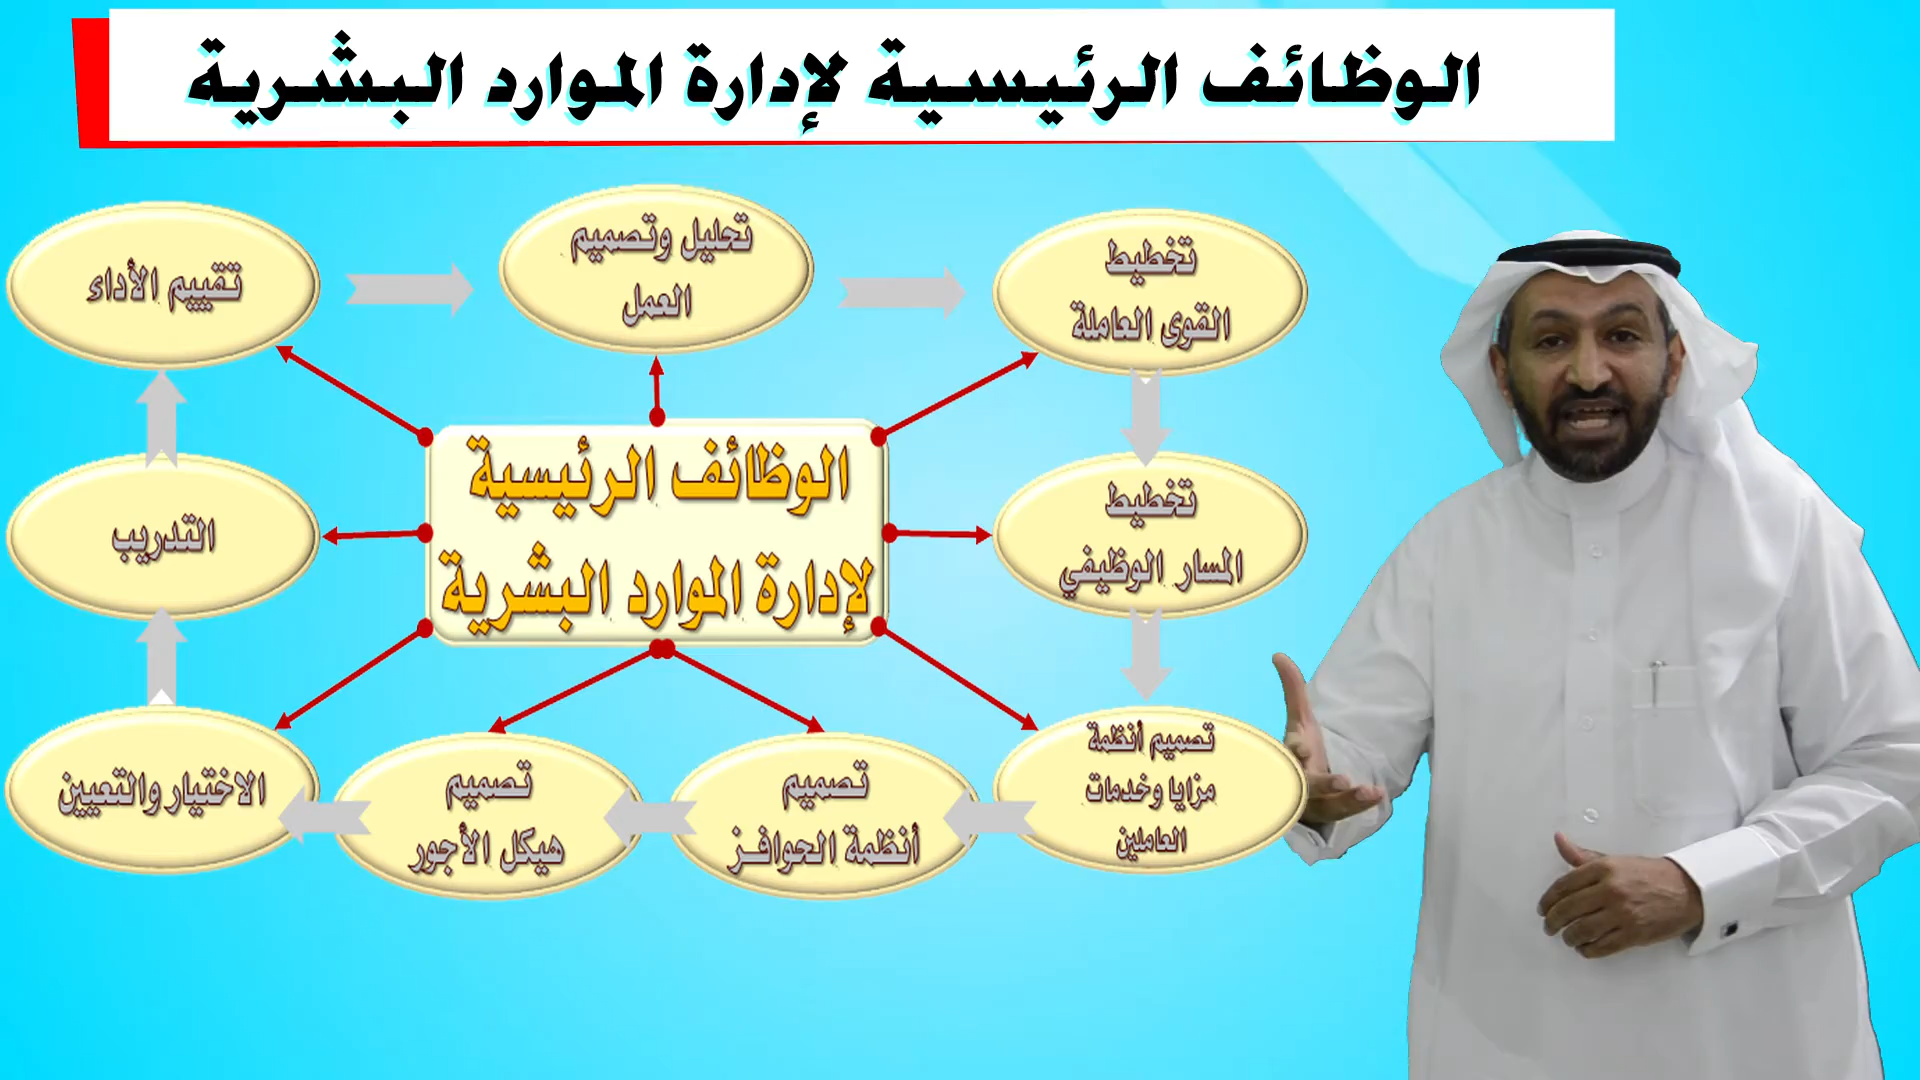 الوظائف الرئيسية لإدارة الموارد البشرية
تخطيط
القوى العاملة
تحليل وتصميم
العمل
تقييم الأداء
الوظائف الرئيسية
لإدارة الموارد البشرية
تخطيط
المسار الوظيفي
التدريب
تصميم أنظمة
مزايا وخدمات
العاملين
تصميم
أنظمة الحوافز
تصميم
هيكل الأجور
الاختيار والتعيين